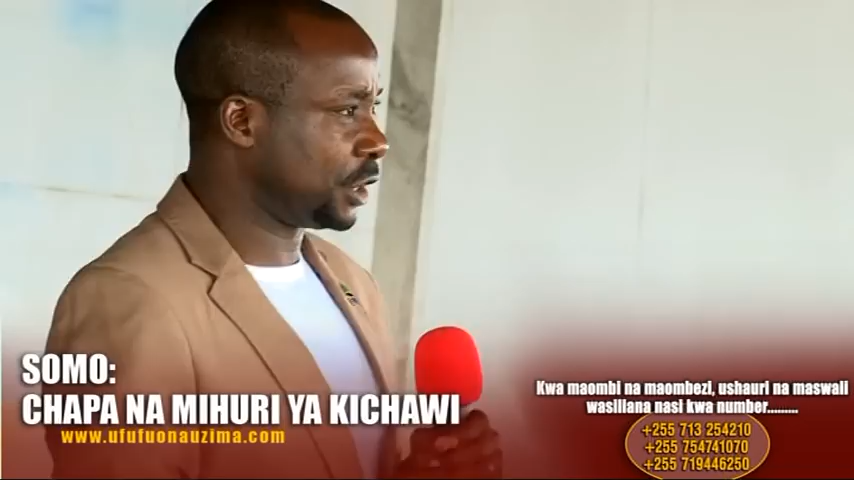 SOMO:
CHAPA NA MIHURI YA KICHAWI
www.ufufuonauzima.com
Kwa maombi na maombezi, ushauri na maswali
wasiliana nasi kwa number..........
+255 713 254210
+255 754741070
+255 719446251